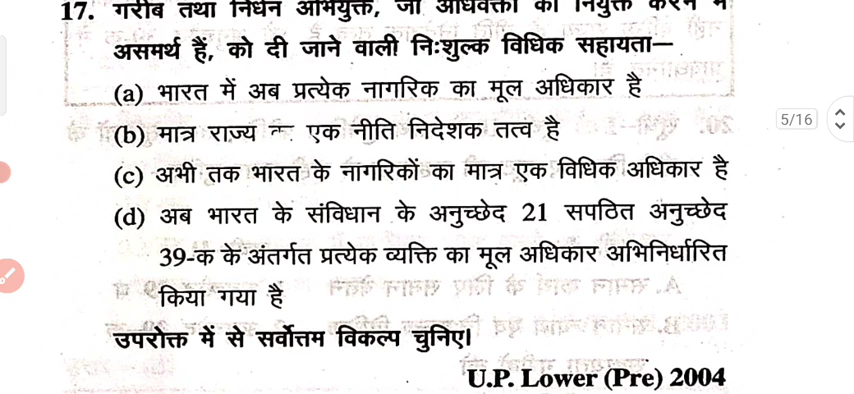 17. गरीब तथा निर्धन अभियुक्त, जो अधिवक्ता को नियुक्त करने में
असमर्थ हैं, को दी जाने वाली निःशुल्क विधिक सहायता—
(a) भारत में अब प्रत्येक नागरिक का मूल अधिकार है
(b) मात्र राज्य एक नीति निदेशक तत्व है
5/16
(c) अभी तक भारत के नागरिकों का मात्र एक विधिक अधिकार है
(d) अब भारत के संविधान के अनुच्छेद 21 सपठित अनुच्छेद
39-क के अंतर्गत प्रत्येक व्यक्ति का मूल अधिकार अभिनिर्धारित
किया गया है
उपरोक्त में से सर्वोत्तम विकल्प चुनिए।
U.P. Lower (Pre) 2004